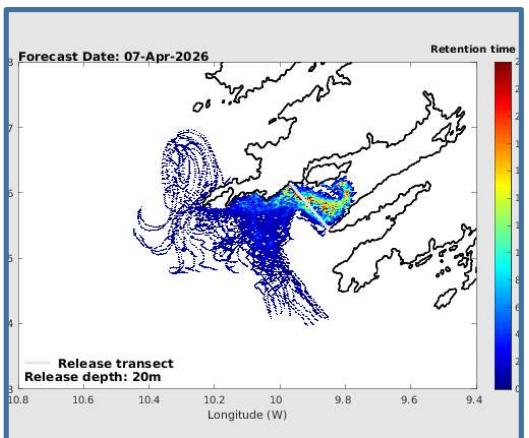 Forecast Date: 07-Apr-2026
Retention time
Release transect
Release depth: 20m
10.8 10.6 10.4 10.2 10 9.8 9.6 9.4
Longitude (W)